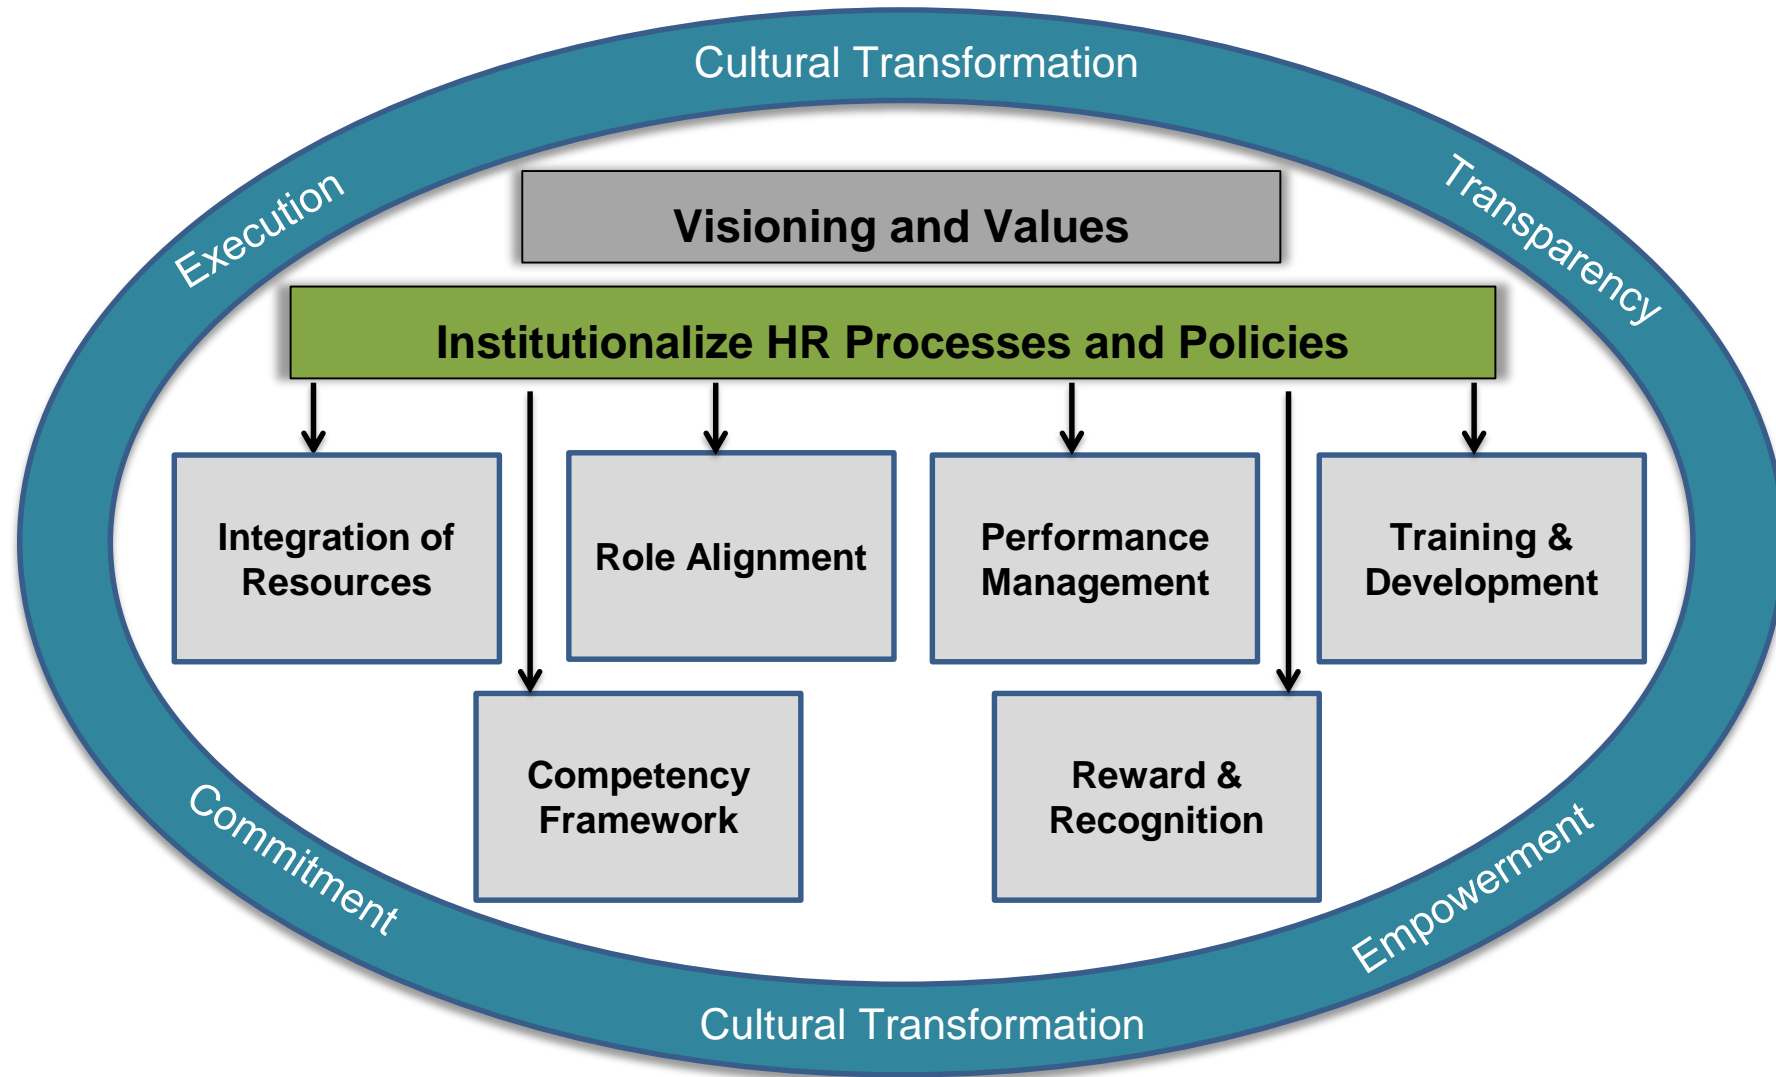 Cultural Transformation
Execution
Transparency
Visioning and Values
Institutionalize HR Processes and Policies
Integration of
Resources
Role Alignment
Performance
Management
Training &
Development
Competency
Framework
Reward &
Recognition
Commitment
Empowerment
Cultural Transformation